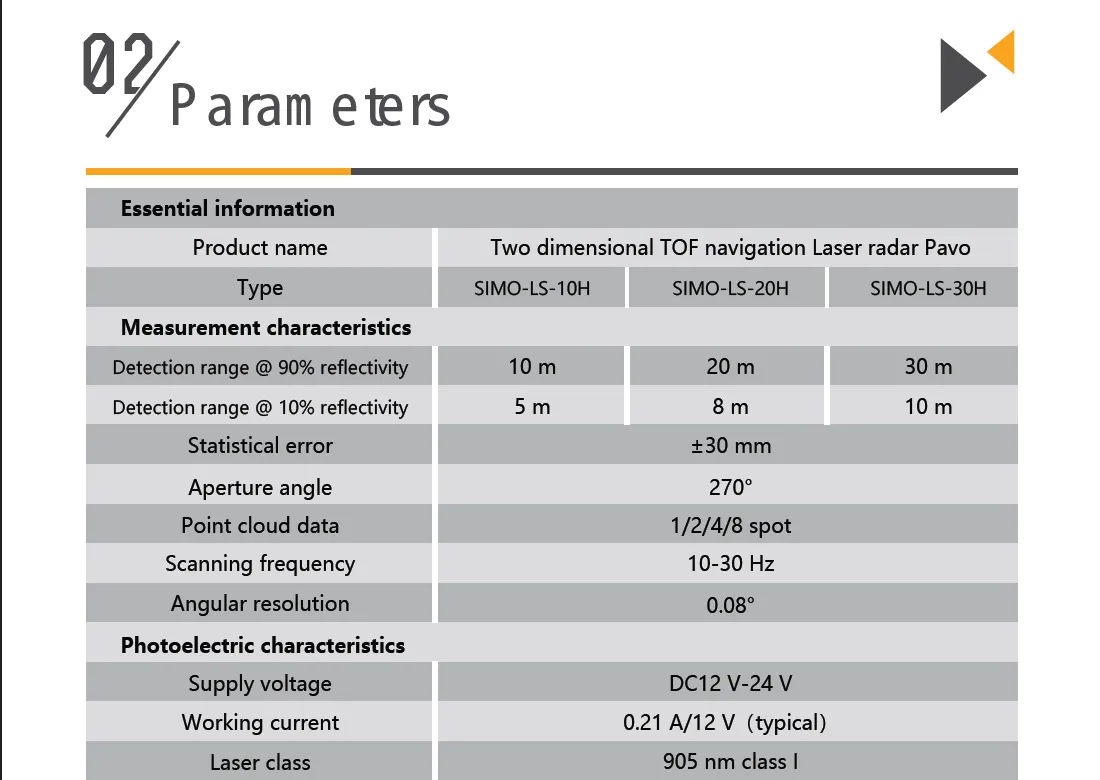 02
Parameters
Essential information
Product name Two dimensional TOF navigation Laser radar Pavo
Type SIMO-LS-10H SIMO-LS-20H SIMO-LS-30H
Measurement characteristics
Detection range @ 90% reflectivity 10 m 20 m 30 m
Detection range @ 10% reflectivity 5 m 8 m 10 m
Statistical error ±30 mm
Aperture angle 270°
Point cloud data 1/2/4/8 spot
Scanning frequency 10-30 Hz
Angular resolution 0.08°
Photoelectric characteristics
Supply voltage DC12 V-24 V
Working current 0.21 A/12 V（typical）
Laser class 905 nm class I